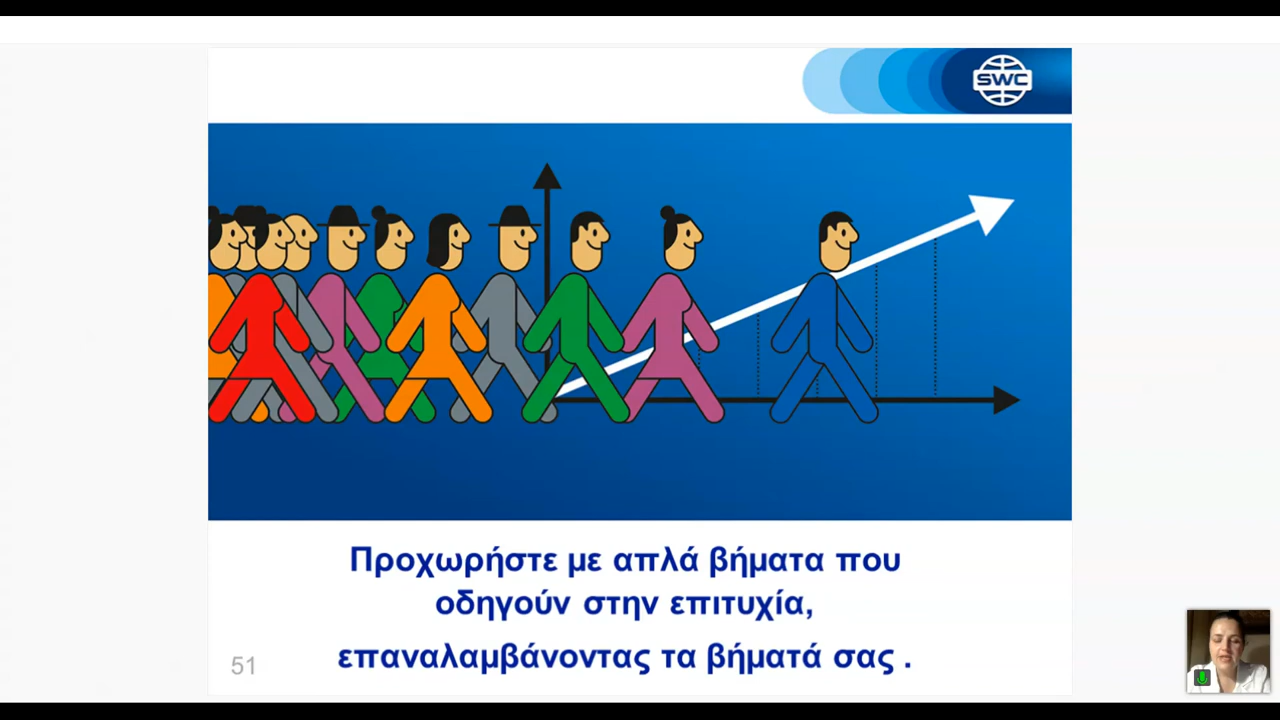 SWC
Προχωρήστε με απλά βήματα που
οδηγούν στην επιτυχία,
επαναλαμβάνοντας τα βήματά σας .
51